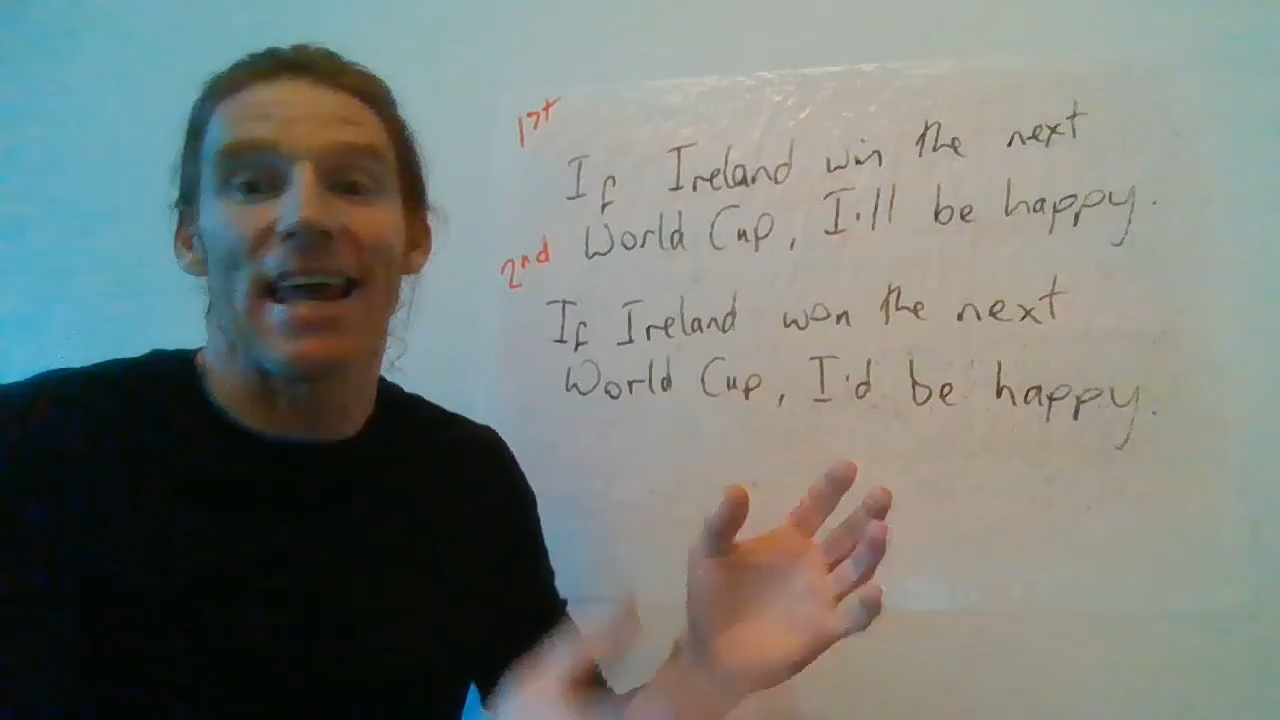 1st
If Ireland win the next
World Cup, I'll be happy.
2nd
If Ireland won the next
World Cup, I'd be happy.